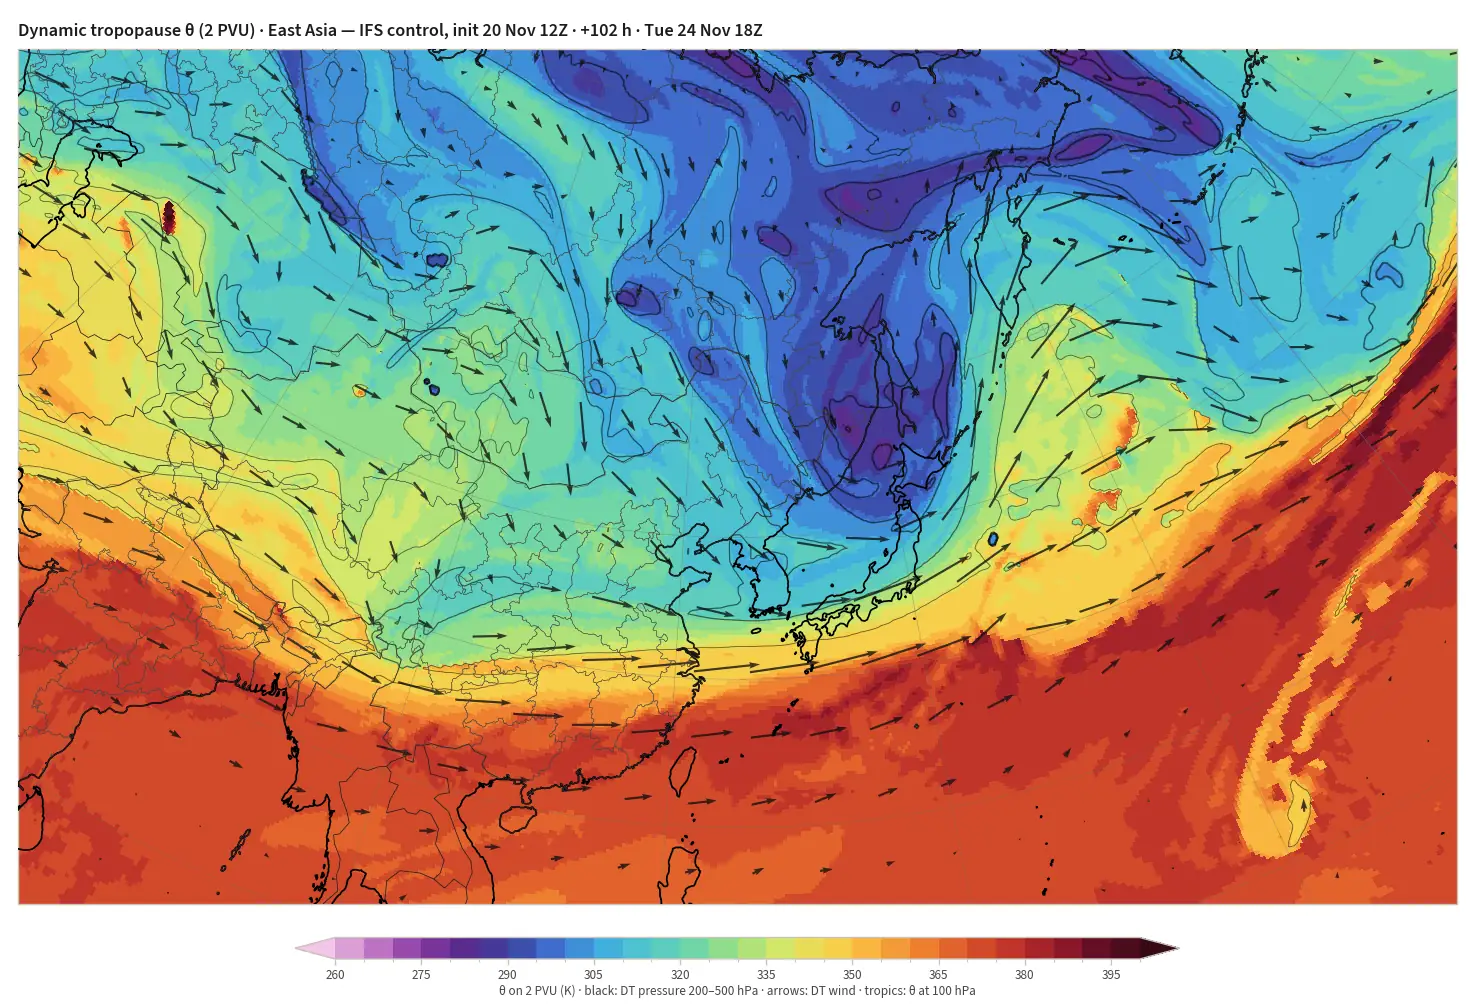 Dynamic tropopause θ (2 PVU) · East Asia — IFS control, init 20 Nov 12Z · +102 h · Tue 24 Nov 18Z
260 275 290 305 320 335 350 365 380 395
θ on 2 PVU (K) · black: DT pressure 200–500 hPa · arrows: DT wind · tropics: θ at 100 hPa